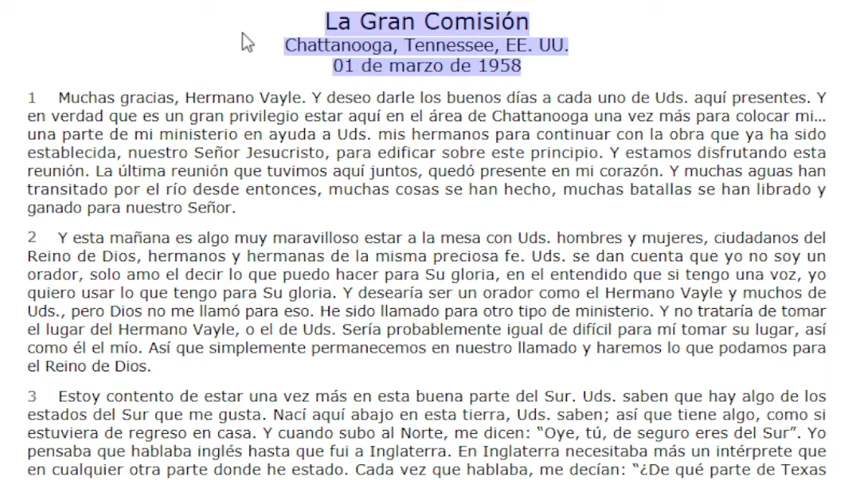 La Gran Comisión
Chattanooga, Tennessee, EE. UU.
01 de marzo de 1958
1 Muchas gracias, Hermano Vayle. Y deseo darle los buenos días a cada uno de Uds. aquí presentes. Y
en verdad que es un gran privilegio estar aquí en el área de Chattanooga una vez más para colocar mi...
una parte de mi ministerio en ayuda a Uds. mis hermanos para continuar con la obra que ya ha sido
establecida, nuestro Señor Jesucristo, para edificar sobre este principio. Y estamos disfrutando esta
reunión. La última reunión que tuvimos aquí juntos, quedó presente en mi corazón. Y muchas aguas han
transitado por el río desde entonces, muchas cosas se han hecho, muchas batallas se han librado y
ganado para nuestro Señor.
2 Y esta mañana es algo muy maravilloso estar a la mesa con Uds. hombres y mujeres, ciudadanos del
Reino de Dios, hermanos y hermanas de la misma preciosa fe. Uds. se dan cuenta que yo no soy un
orador, solo amo el decir lo que puedo hacer para Su gloria, en el entendido que si tengo una voz, yo
quiero usar lo que tengo para Su gloria. Y desearía ser un orador como el Hermano Vayle y muchos de
Uds., pero Dios no me llamó para eso. He sido llamado para otro tipo de ministerio. Y no trataría de tomar
el lugar del Hermano Vayle, o el de Uds. Sería probablemente igual de difícil para mí tomar su lugar, así
como él el mío. Así que simplemente permanecemos en nuestro llamado y haremos lo que podamos para
el Reino de Dios.
3 Estoy contento de estar una vez más en esta buena parte del Sur. Uds. saben que hay algo de los
estados del Sur que me gusta. Nací aquí abajo en esta tierra, Uds. saben; así que tiene algo, como si
estuviera de regreso en casa. Y cuando subo al Norte, me dicen: “Oye, tú, de seguro eres del Sur”. Yo
pensaba que hablaba inglés hasta que fui a Inglaterra. En Inglaterra necesitaba más un intérprete que
en cualquier otra parte donde he estado. Cada vez que hablaba, me decían: “¿De qué parte de Texas